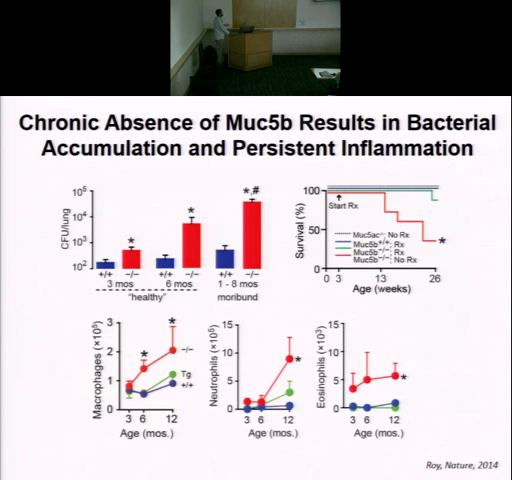 Chronic Absence of Muc5b Results in Bacterial
Accumulation and Persistent Inflammation
CFU/lung
10⁵
10⁴
10³
10²
*
*
*,#
+/+ −/− +/+ −/− +/+ −/−
3 mos 6 mos 1 - 8 mos
"healthy" moribund
Survival (%)
100
50
0
Start Rx
Muc5ac−/−; No Rx
Muc5b+/+; Rx
Muc5b−/−; Rx
Muc5b−/−; No Rx
*
0 3 13 26
Age (weeks)
Macrophages (×10⁵)
3
2
1
0
*
*
−/−
Tg
+/+
3 6 12
Age (mos.)
Neutrophils (×10⁵)
15
10
5
0
*
3 6 12
Age (mos.)
Eosinophils (×10³)
15
10
5
0
*
3 6 12
Age (mos.)
Roy, Nature, 2014